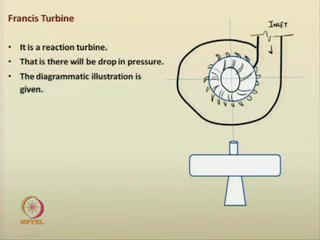 Francis Turbine
INLET
• It is a reaction turbine.
• That is there will be drop in pressure.
• The diagrammatic illustration is
given.
NPTEL